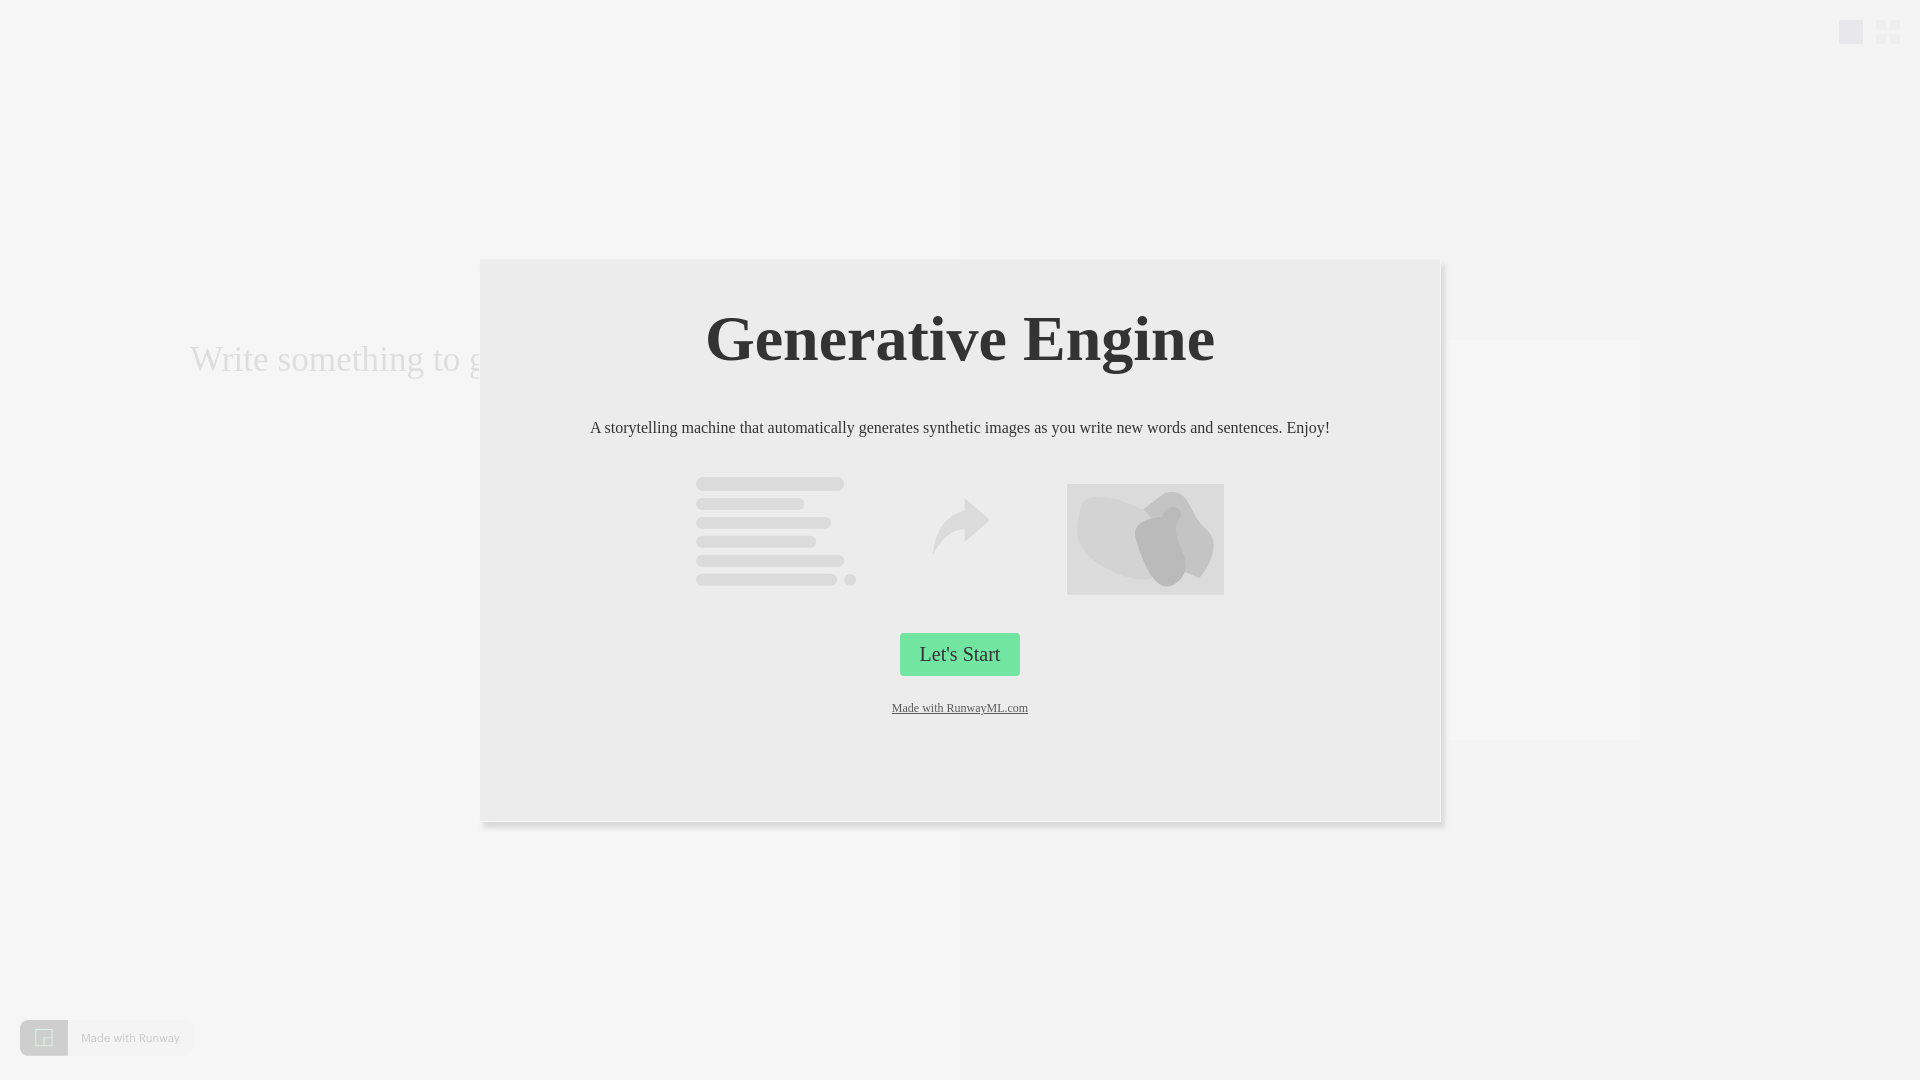 Generative Engine
Write something to g
A storytelling machine that automatically generates synthetic images as you write new words and sentences. Enjoy!
Let's Start
Made with RunwayML.com
Made with Runway